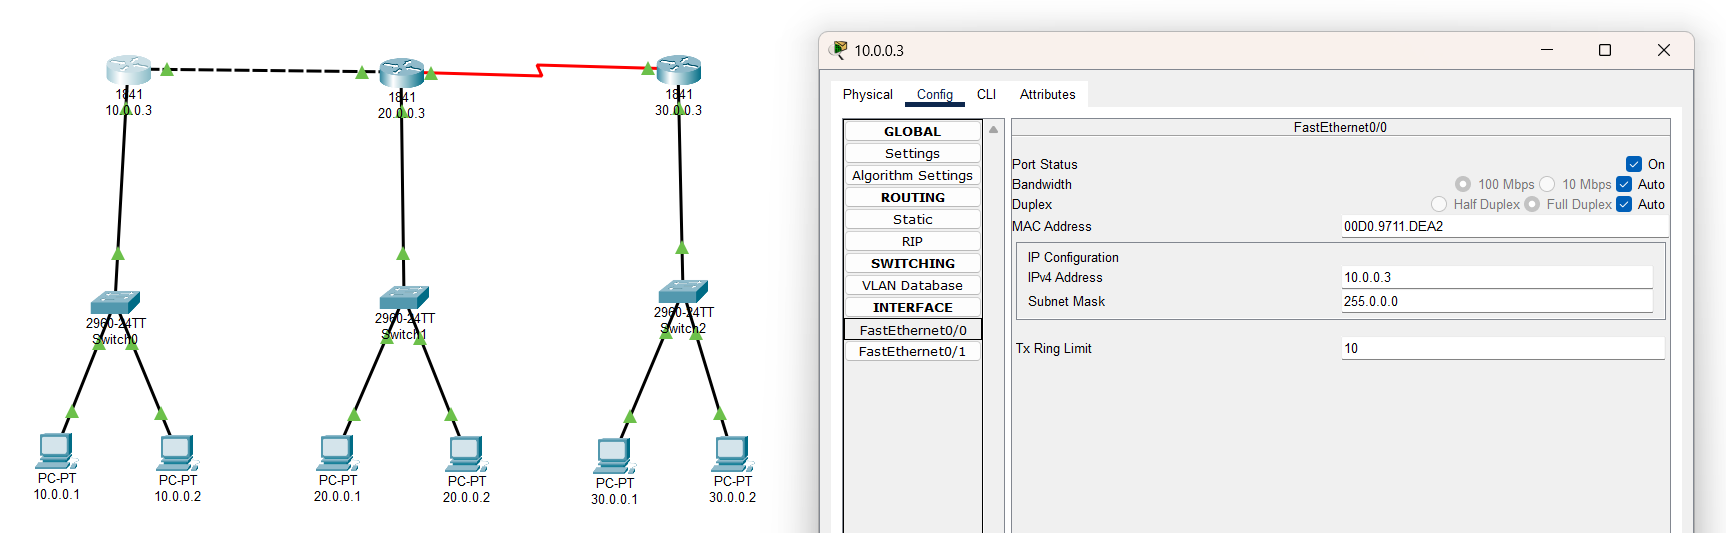 1841
10.0.0.3
1841
20.0.0.3
1841
30.0.0.3
2960-24TT
Switch0
2960-24TT
Switch1
2960-24TT
Switch2
PC-PT
10.0.0.1
PC-PT
10.0.0.2
PC-PT
20.0.0.1
PC-PT
20.0.0.2
PC-PT
30.0.0.1
PC-PT
30.0.0.2
10.0.0.3
Physical Config CLI Attributes
GLOBAL
Settings
Algorithm Settings
ROUTING
Static
RIP
SWITCHING
VLAN Database
INTERFACE
FastEthernet0/0
FastEthernet0/1
FastEthernet0/0
Port Status On
Bandwidth 100 Mbps 10 Mbps Auto
Duplex Half Duplex Full Duplex Auto
MAC Address 00D0.9711.DEA2
IP Configuration
IPv4 Address 10.0.0.3
Subnet Mask 255.0.0.0
Tx Ring Limit 10